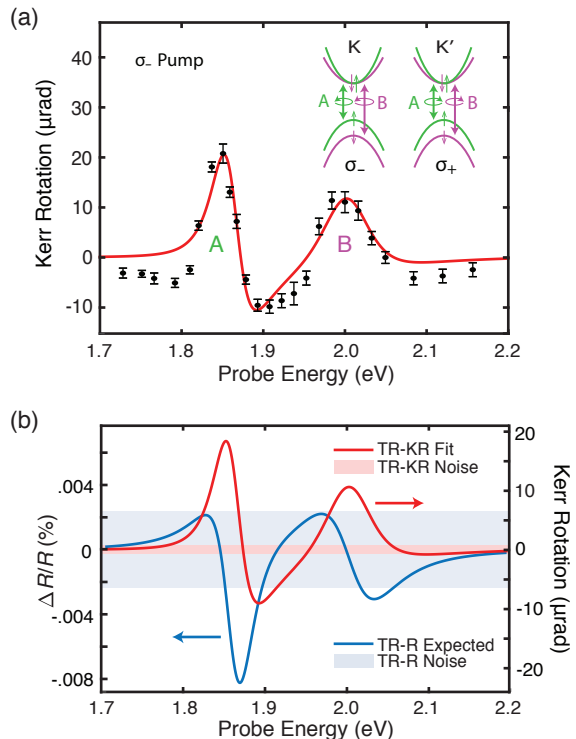 (a)
σ₋ Pump
K K′
A B A B
σ₋ σ₊
A B
40
30
20
10
0
-10
Kerr Rotation (μrad)
1.7 1.8 1.9 2.0 2.1 2.2
Probe Energy (eV)
(b)
TR-KR Fit
TR-KR Noise
TR-R Expected
TR-R Noise
.004
0
-.004
-.008
ΔR/R (%)
20
10
0
-10
-20
Kerr Rotation (μrad)
1.7 1.8 1.9 2.0 2.1 2.2
Probe Energy (eV)